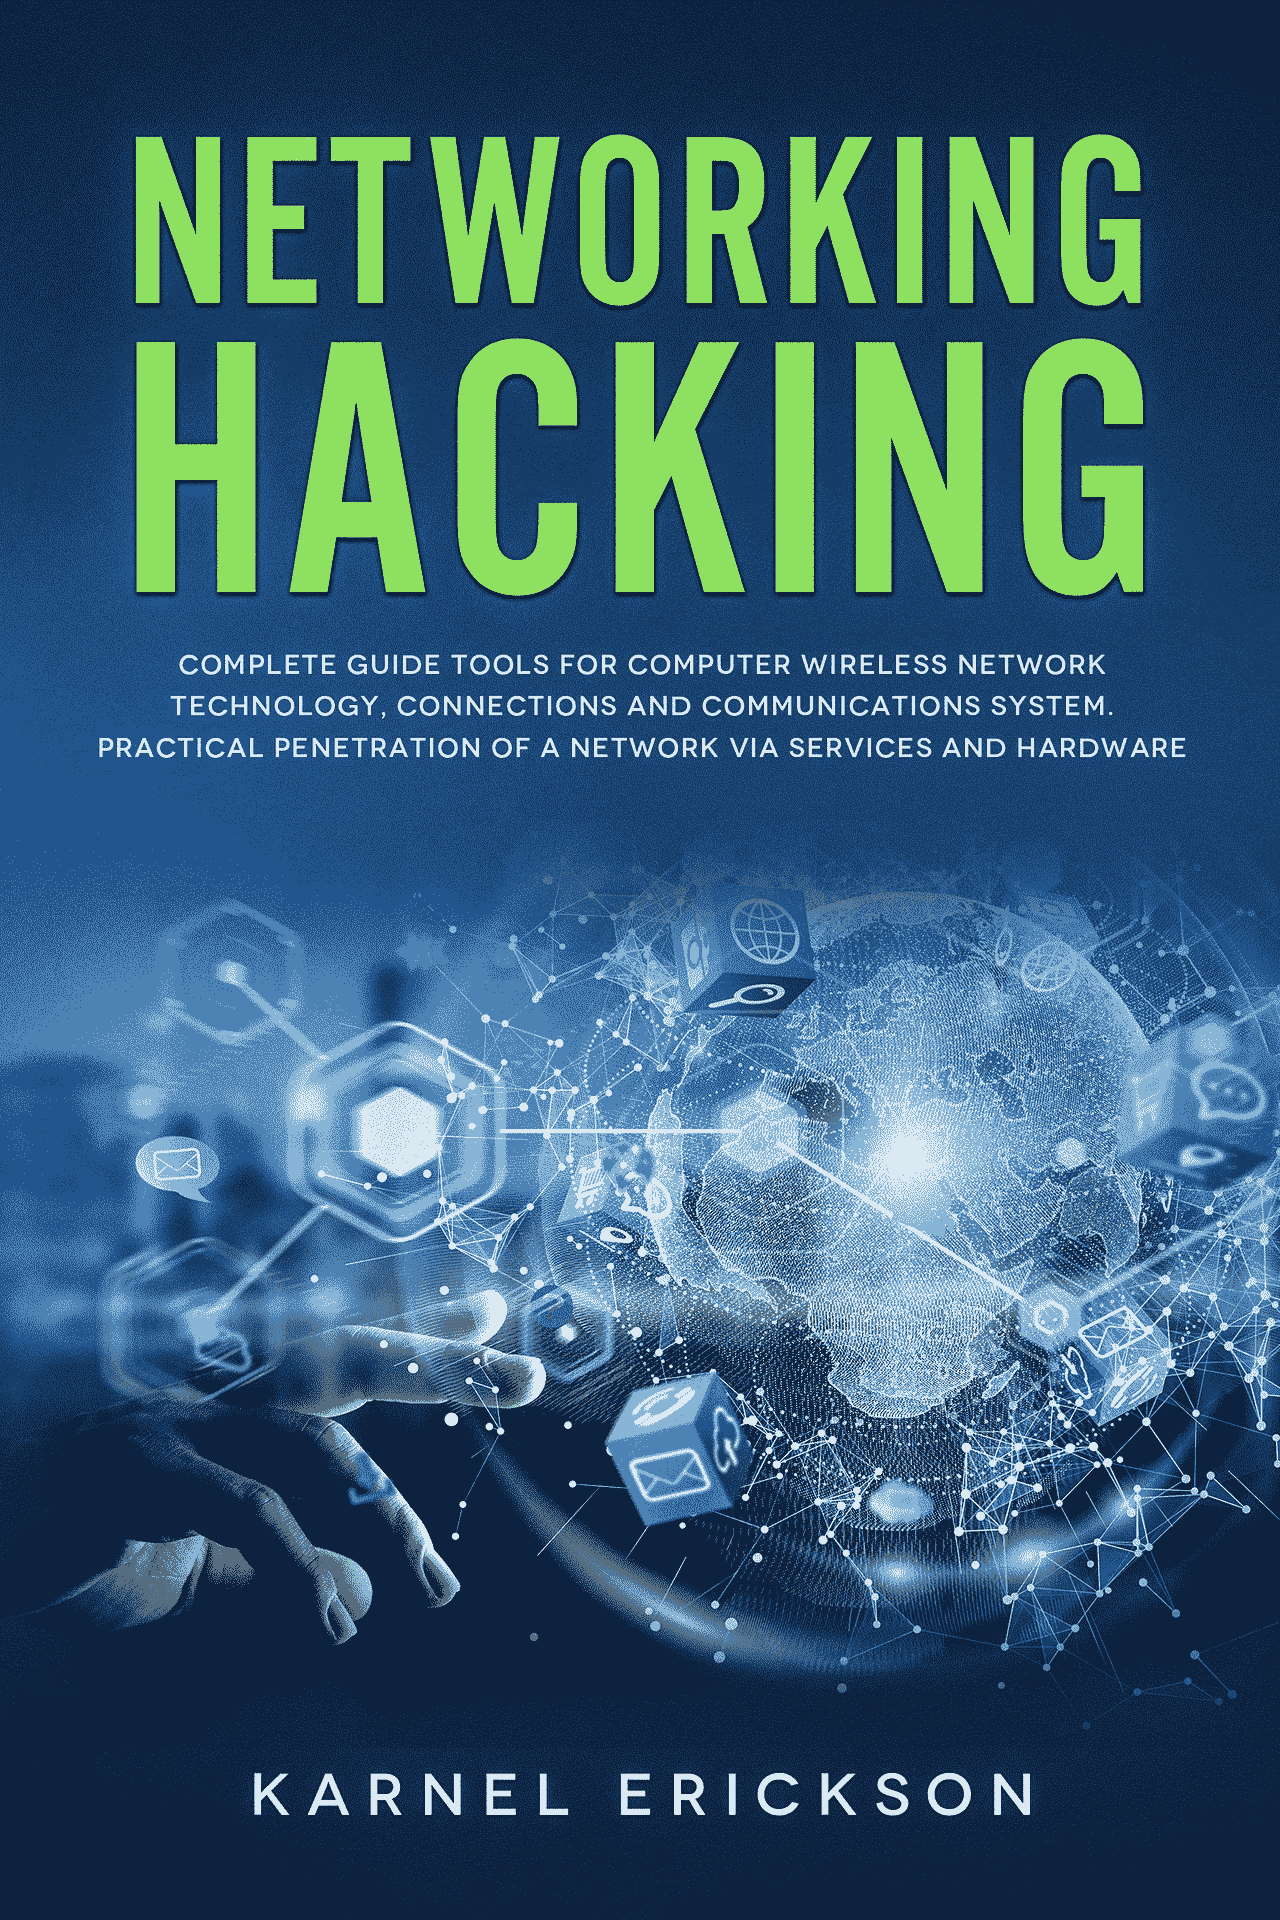 NETWORKING
HACKING
COMPLETE GUIDE TOOLS FOR COMPUTER WIRELESS NETWORK
TECHNOLOGY, CONNECTIONS AND COMMUNICATIONS SYSTEM.
PRACTICAL PENETRATION OF A NETWORK VIA SERVICES AND HARDWARE
KARNEL ERICKSON